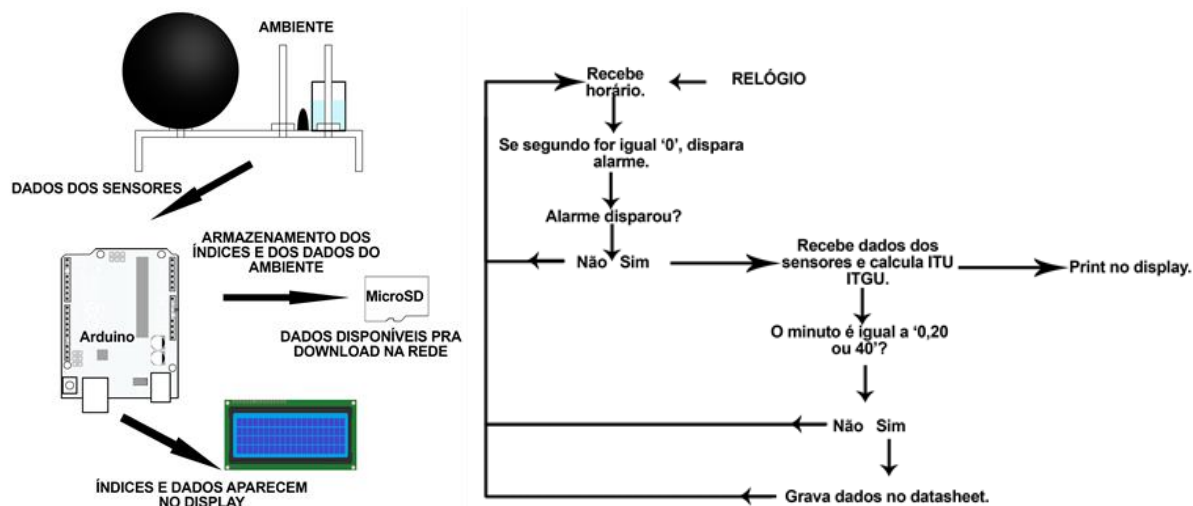 AMBIENTE
DADOS DOS SENSORES
ARMAZENAMENTO DOS
ÍNDICES E DOS DADOS DO
AMBIENTE
MicroSD
Arduino
DADOS DISPONÍVEIS PRA
DOWNLOAD NA REDE
ÍNDICES E DADOS APARECEM
NO DISPLAY
Recebe
horário.
RELÓGIO
Se segundo for igual ‘0’, dispara
alarme.
Alarme disparou?
Não Sim
Recebe dados dos
sensores e calcula ITU
ITGU.
Print no display.
O minuto é igual a ‘0,20
ou 40’?
Não Sim
Grava dados no datasheet.